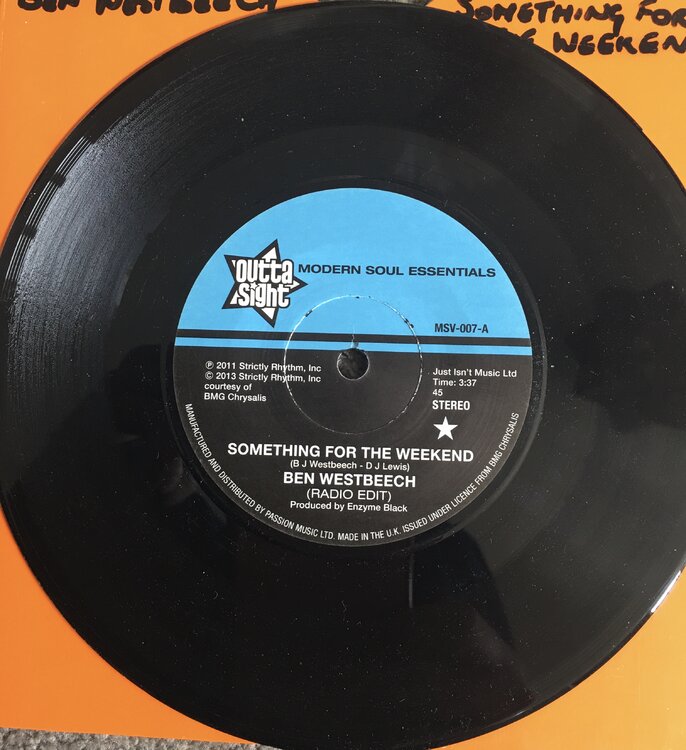 BEN WESTBEECH
SOMETHING FOR
THE WEEKEN
outta
sight
MODERN SOUL ESSENTIALS
MSV-007-A
℗ 2011 Strictly Rhythm, Inc
© 2013 Strictly Rhythm, Inc
courtesy of
BMG Chrysalis
Just Isn't Music Ltd
Time: 3:37
45
STEREO
SOMETHING FOR THE WEEKEND
(B J Westbeech - D J Lewis)
BEN WESTBEECH
(RADIO EDIT)
Produced by Enzyme Black
MANUFACTURED AND DISTRIBUTED BY PASSION MUSIC LTD. MADE IN THE U.K. ISSUED UNDER LICENCE FROM BMG CHRYSALIS